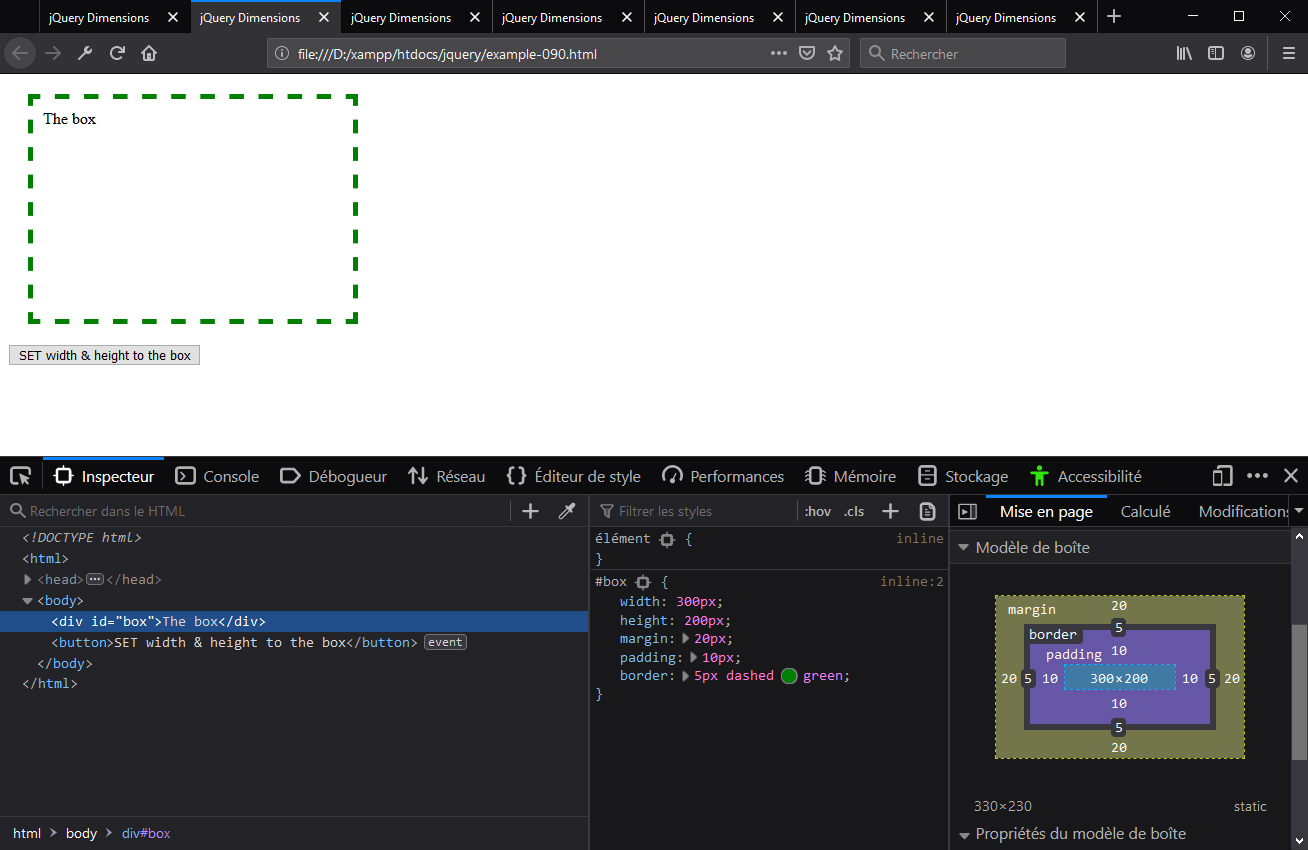 jQuery Dimensions jQuery Dimensions jQuery Dimensions jQuery Dimensions jQuery Dimensions jQuery Dimensions jQuery Dimensions
file:///D:/xampp/htdocs/jquery/example-090.html Rechercher
The box
SET width & height to the box
Inspecteur Console Débogueur Réseau Éditeur de style Performances Mémoire Stockage Accessibilité
Rechercher dans le HTML
<!DOCTYPE html>
<html>
<head> ••• </head>
<body>
<div id="box">The box</div>
<button>SET width & height to the box</button> event
</body>
</html>
html > body > div#box
Filtrer les styles :hov .cls
élément { inline
}
#box { inline:2
width: 300px;
height: 200px;
margin: 20px;
padding: 10px;
border: 5px dashed green;
}
Mise en page Calculé Modifications
Modèle de boîte
margin 20
border 5
padding 10
20 5 10 300×200 10 5 20
10
5
20
330×230 static
Propriétés du modèle de boîte